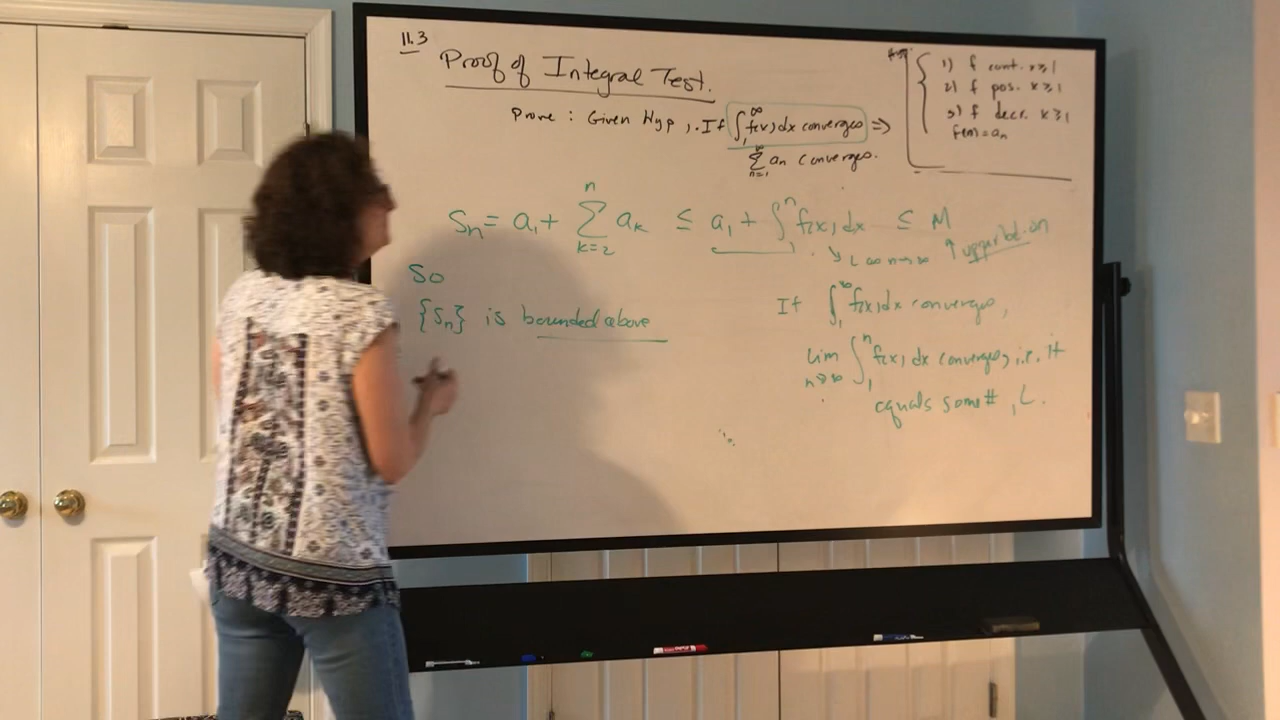 11.3
Proof of Integral Test.
Prove : Given Hyp, . If ∫₁^∞ f(x)dx converges ⇒
∑_{n=1}^∞ an converges.
1) f cont. x≥1
2) f pos. x≥1
3) f decr. x≥1
f(n)=an
Sn = a₁ + ∑_{k=2}^n ak ≤ a₁ + ∫₁^n f(x)dx ≤ M
↘ L as n→∞ ↑ upper bd. on
So
{Sn} is bounded above
If ∫₁^∞ f(x)dx converges,
lim_{n→∞} ∫₁^n f(x)dx converges, i.e. it
equals some #, L.